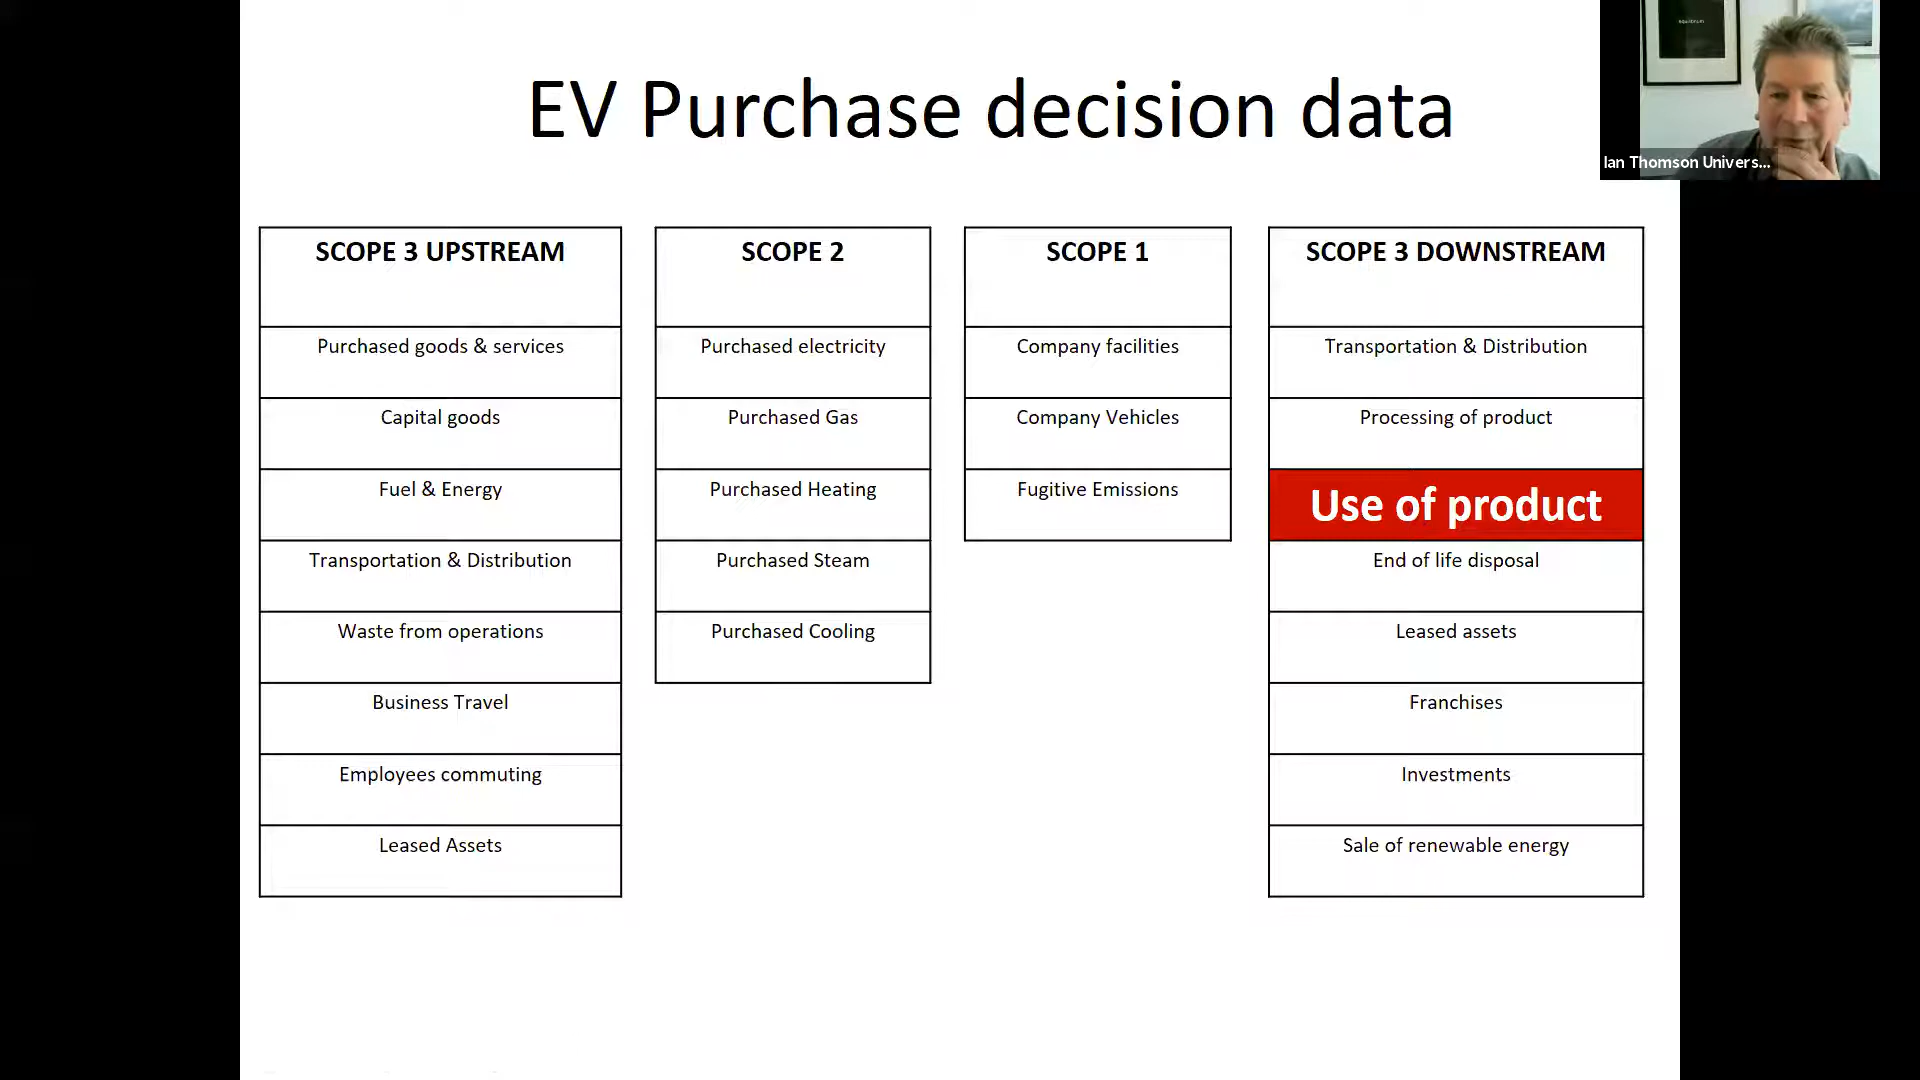 EV Purchase decision data
Ian Thomson Univers...
SCOPE 3 UPSTREAM
Purchased goods & services
Capital goods
Fuel & Energy
Transportation & Distribution
Waste from operations
Business Travel
Employees commuting
Leased Assets
SCOPE 2
Purchased electricity
Purchased Gas
Purchased Heating
Purchased Steam
Purchased Cooling
SCOPE 1
Company facilities
Company Vehicles
Fugitive Emissions
SCOPE 3 DOWNSTREAM
Transportation & Distribution
Processing of product
Use of product
End of life disposal
Leased assets
Franchises
Investments
Sale of renewable energy